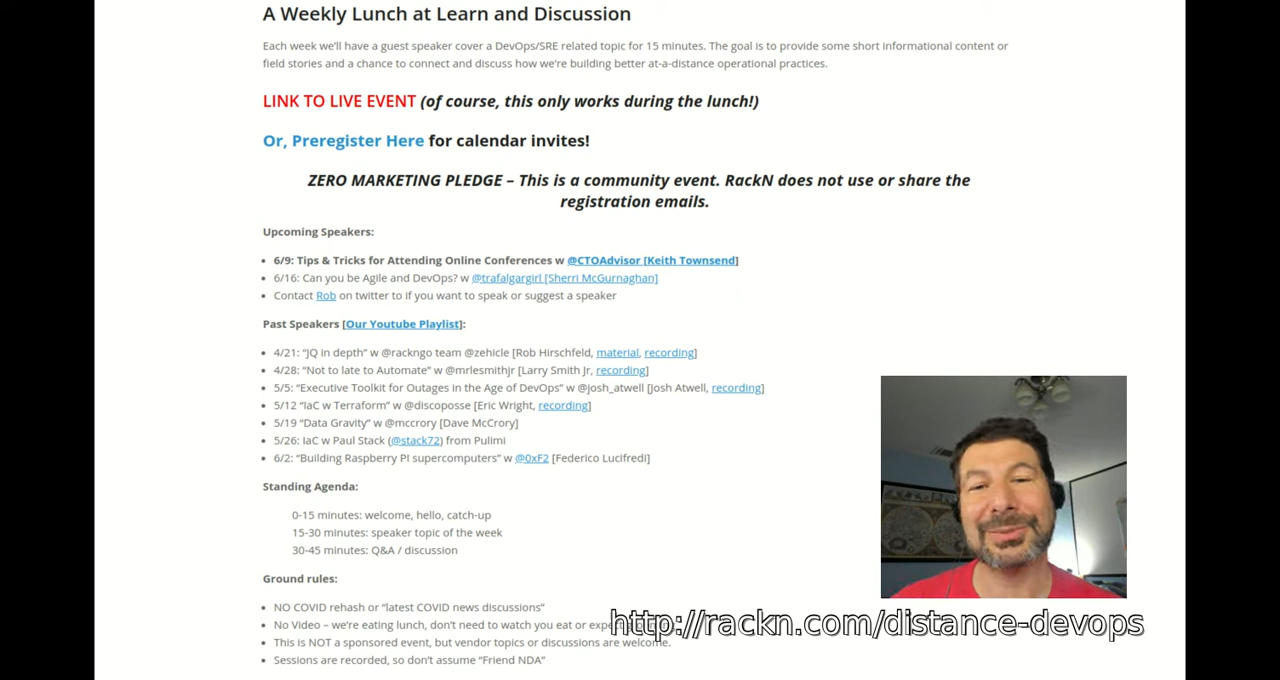 A Weekly Lunch at Learn and Discussion
Each week we'll have a guest speaker cover a DevOps/SRE related topic for 15 minutes. The goal is to provide some short informational content or
field stories and a chance to connect and discuss how we're building better at-a-distance operational practices.
LINK TO LIVE EVENT (of course, this only works during the lunch!)
Or, Preregister Here for calendar invites!
ZERO MARKETING PLEDGE – This is a community event. RackN does not use or share the
registration emails.
Upcoming Speakers:
• 6/9: Tips & Tricks for Attending Online Conferences w @CTOAdvisor [Keith Townsend]
• 6/16: Can you be Agile and DevOps? w @trafalgargirl [Sherri McGurnaghan]
• Contact Rob on twitter to if you want to speak or suggest a speaker
Past Speakers [Our Youtube Playlist]:
• 4/21: “JQ in depth” w @rackngo team @zehicle [Rob Hirschfeld, material, recording]
• 4/28: “Not to late to Automate” w @mrlesmithjr [Larry Smith Jr, recording]
• 5/5: “Executive Toolkit for Outages in the Age of DevOps” w @josh_atwell [Josh Atwell, recording]
• 5/12 “IaC w Terraform” w @discoposse [Eric Wright, recording]
• 5/19 “Data Gravity” w @mccrory [Dave McCrory]
• 5/26: IaC w Paul Stack (@stack72) from Pulimi
• 6/2: “Building Raspberry PI supercomputers” w @0xF2 [Federico Lucifredi]
Standing Agenda:
0-15 minutes: welcome, hello, catch-up
15-30 minutes: speaker topic of the week
30-45 minutes: Q&A / discussion
Ground rules:
• NO COVID rehash or “latest COVID news discussions”
• No Video – we're eating lunch, don't need to watch you eat or
http://rackn.com/distance-devops
• This is NOT a sponsored event, but vendor topics or discussions are welcome.
• Sessions are recorded, so don't assume “Friend NDA”